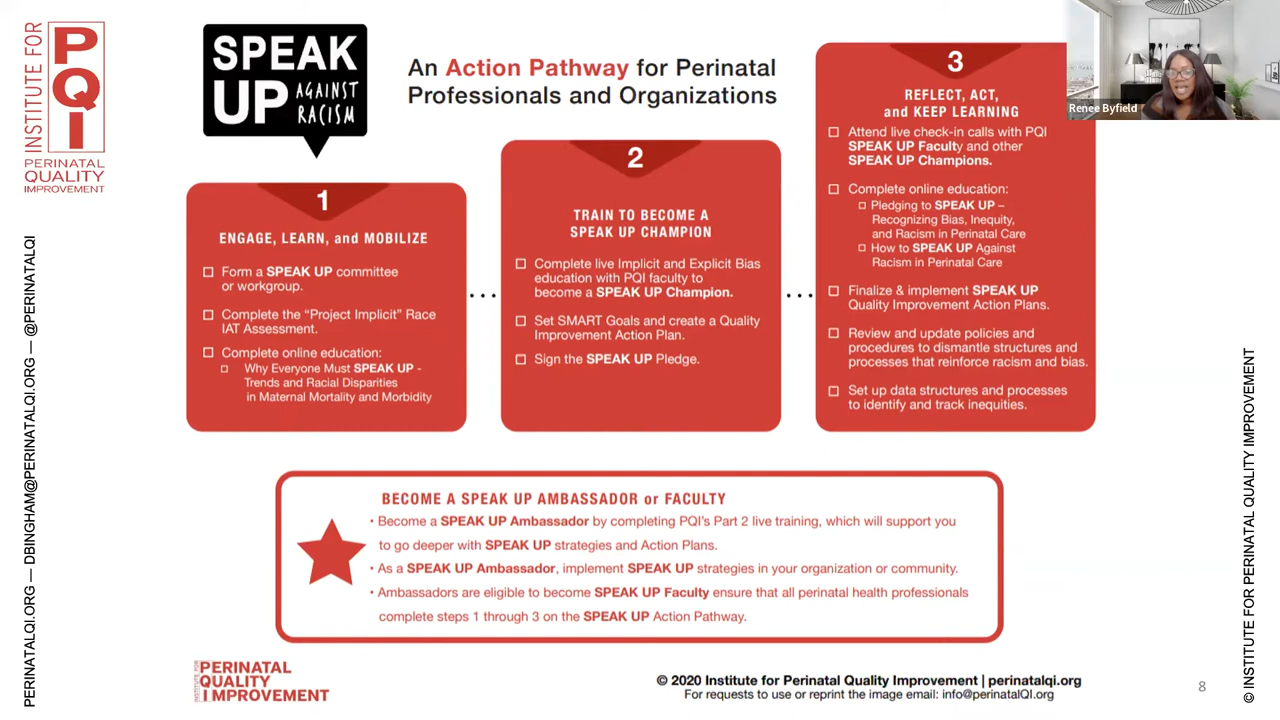 INSTITUTE FOR
PQI
PERINATAL
QUALITY
IMPROVEMENT
PERINATALQI.ORG — DBINGHAM@PERINATALQI.ORG — @PERINATALQI
SPEAK
UP AGAINST
RACISM
An Action Pathway for Perinatal
Professionals and Organizations
1
ENGAGE, LEARN, and MOBILIZE
Form a SPEAK UP committee
or workgroup.
Complete the “Project Implicit” Race
IAT Assessment.
Complete online education:
Why Everyone Must SPEAK UP -
Trends and Racial Disparities
in Maternal Mortality and Morbidity
...
2
TRAIN TO BECOME A
SPEAK UP CHAMPION
Complete live Implicit and Explicit Bias
education with PQI faculty to
become a SPEAK UP Champion.
Set SMART Goals and create a Quality
Improvement Action Plan.
Sign the SPEAK UP Pledge.
...
3
REFLECT, ACT,
and KEEP LEARNING
Attend live check-in calls with PQI
SPEAK UP Faculty and other
SPEAK UP Champions.
Complete online education:
Pledging to SPEAK UP –
Recognizing Bias, Inequity,
and Racism in Perinatal Care
How to SPEAK UP Against
Racism in Perinatal Care
Finalize & implement SPEAK UP
Quality Improvement Action Plans.
Review and update policies and
procedures to dismantle structures and
processes that reinforce racism and bias.
Set up data structures and processes
to identify and track inequities.
Renee Byfield
BECOME A SPEAK UP AMBASSADOR or FACULTY
• Become a SPEAK UP Ambassador by completing PQI's Part 2 live training, which will support you
to go deeper with SPEAK UP strategies and Action Plans.
• As a SPEAK UP Ambassador, implement SPEAK UP strategies in your organization or community.
• Ambassadors are eligible to become SPEAK UP Faculty ensure that all perinatal health professionals
complete steps 1 through 3 on the SPEAK UP Action Pathway.
INSTITUTE FOR
PERINATAL
QUALITY
IMPROVEMENT
© 2020 Institute for Perinatal Quality Improvement | perinatalqi.org
For requests to use or reprint the image email: info@perinatalQI.org
8
© INSTITUTE FOR PERINATAL QUALITY IMPROVEMENT